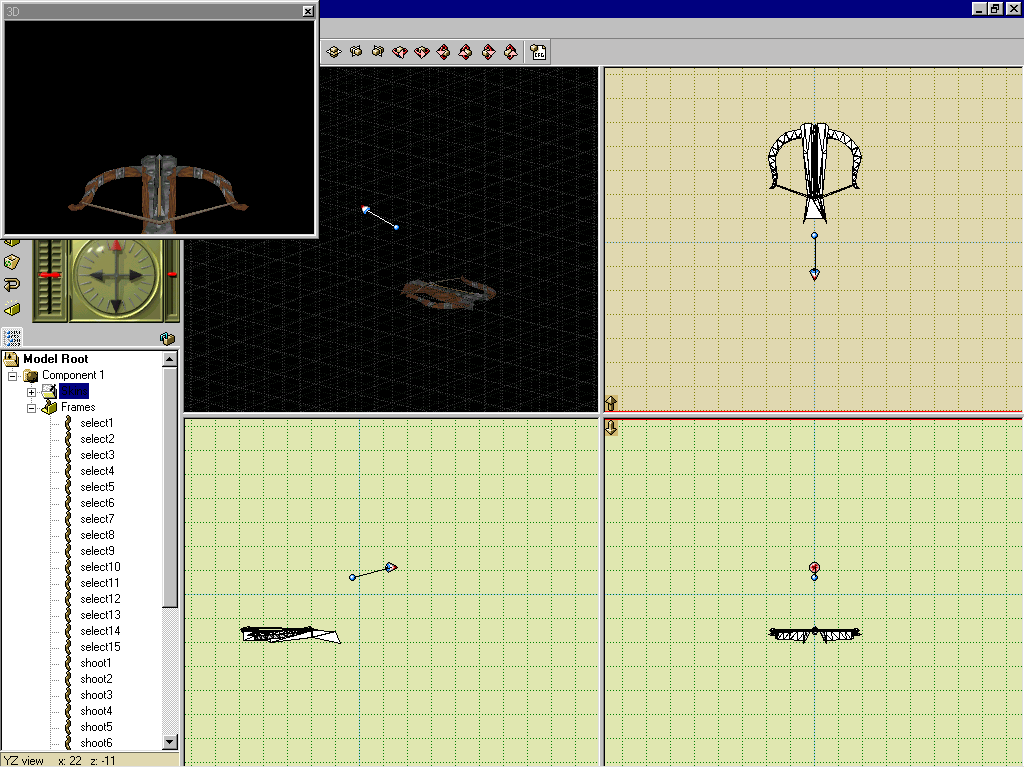 3D
CFG
Model Root
Component 1
Frames
select1
select2
select3
select4
select5
select6
select7
select8
select9
select10
select11
select12
select13
select14
select15
shoot1
shoot2
shoot3
shoot4
shoot5
shoot6
YZ view x: 22 z: -11